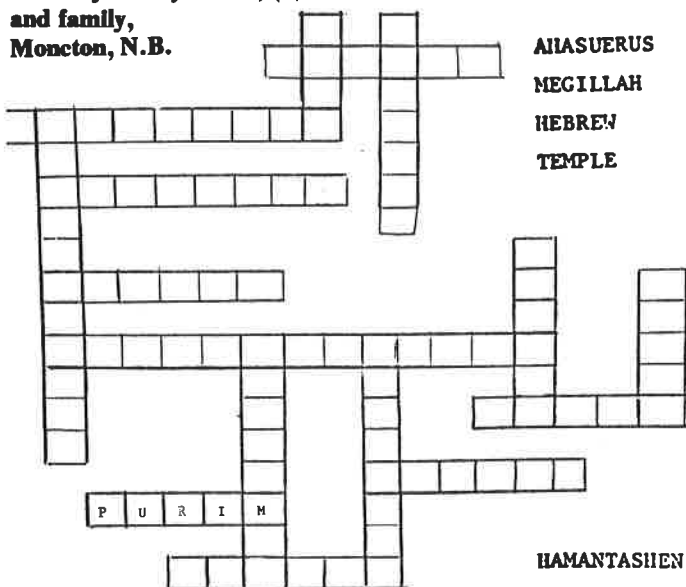 and family,
Moncton, N.B.
AHASUERUS
MEGILLAH
HEBREW
TEMPLE
P U R I M
HAMANTASHEN